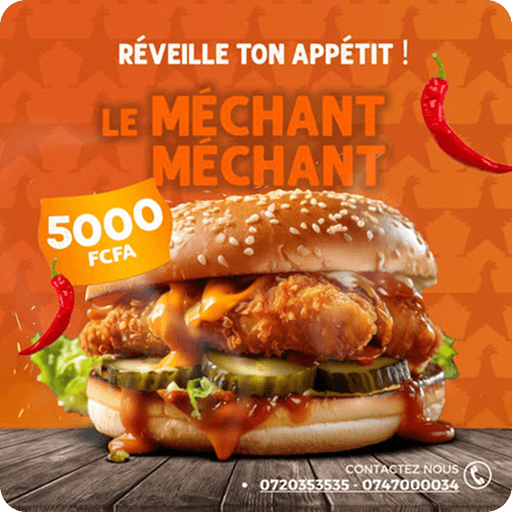 RÉVEILLE TON APPÉTIT !
LE MÉCHANT
MÉCHANT
5000
FCFA
CONTACTEZ NOUS
• 0720353535 - 0747000034